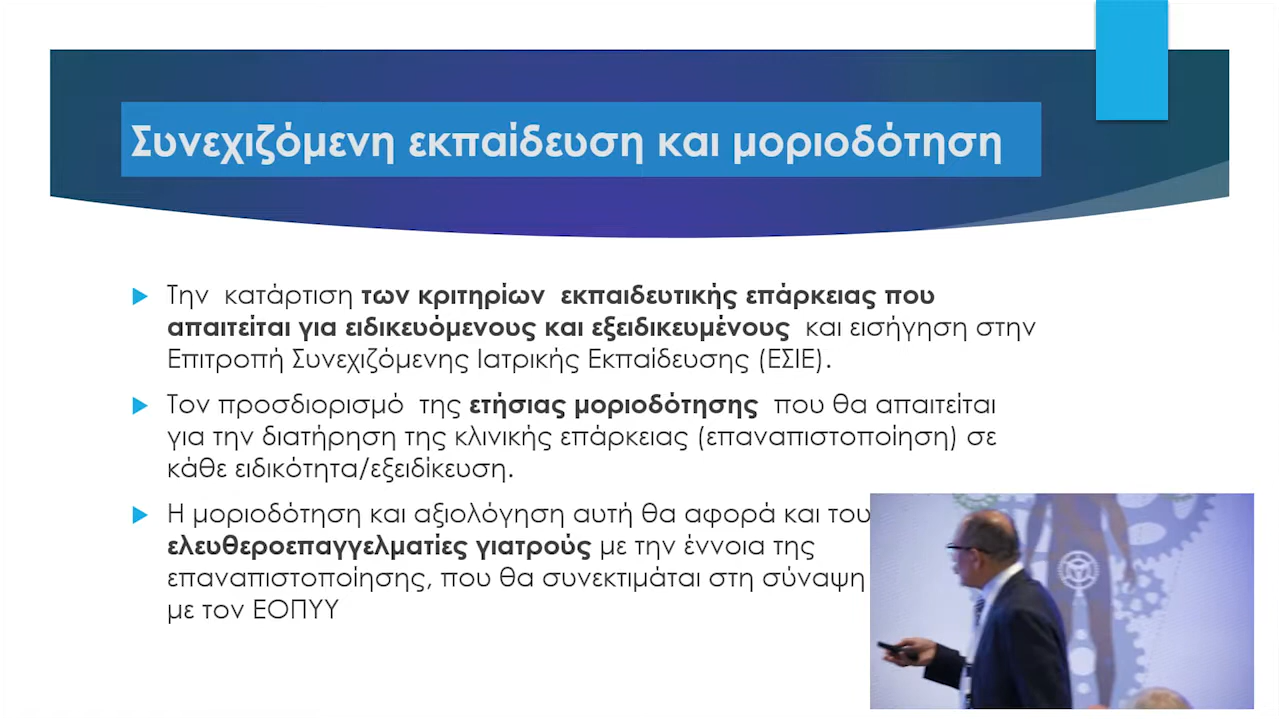 Συνεχιζόμενη εκπαίδευση και μοριοδότηση
Την κατάρτιση των κριτηρίων εκπαιδευτικής επάρκειας που
απαιτείται για ειδικευόμενους και εξειδικευμένους και εισήγηση στην
Επιτροπή Συνεχιζόμενης Ιατρικής Εκπαίδευσης (ΕΣΙΕ).
Τον προσδιορισμό της ετήσιας μοριοδότησης που θα απαιτείται
για την διατήρηση της κλινικής επάρκειας (επαναπιστοποίηση) σε
κάθε ειδικότητα/εξειδίκευση.
Η μοριοδότηση και αξιολόγηση αυτή θα αφορά και του
ελευθεροεπαγγελματίες γιατρούς με την έννοια της
επαναπιστοποίησης, που θα συνεκτιμάται στη σύναψη
με τον ΕΟΠΥΥ